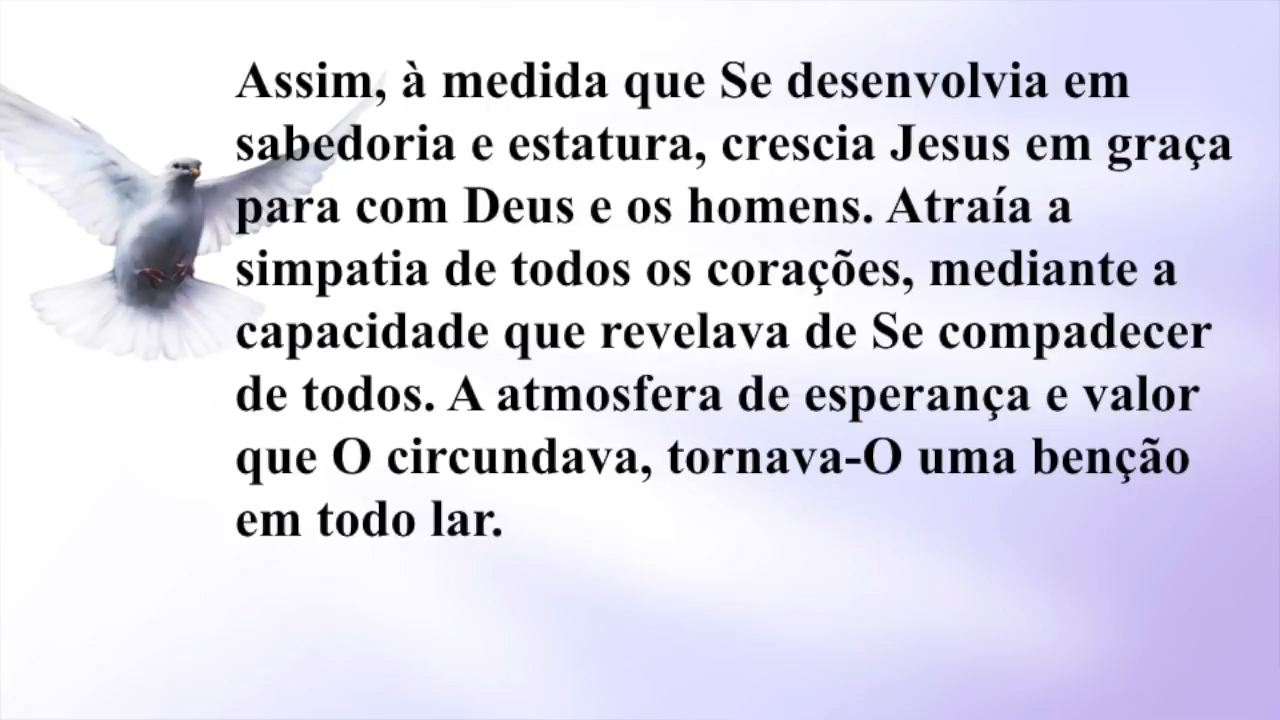 Assim, à medida que Se desenvolvia em
sabedoria e estatura, crescia Jesus em graça
para com Deus e os homens. Atraía a
simpatia de todos os corações, mediante a
capacidade que revelava de Se compadecer
de todos. A atmosfera de esperança e valor
que O circundava, tornava-O uma benção
em todo lar.